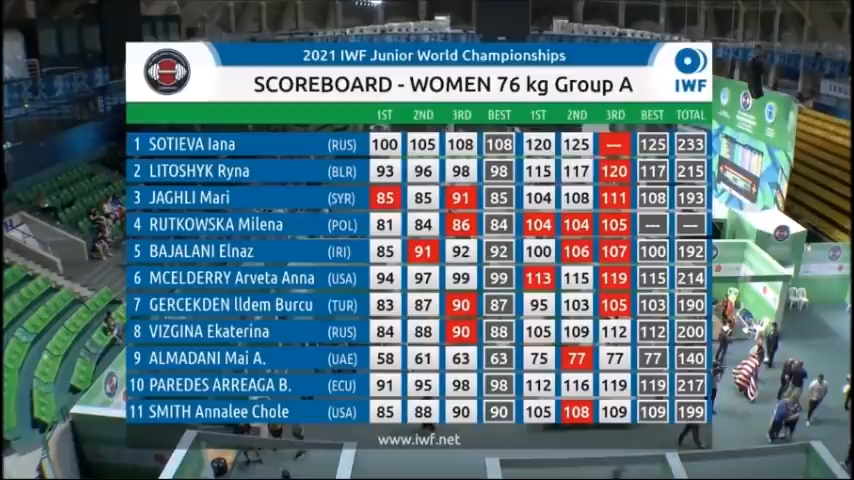 2021 IWF Junior World Championships
SCOREBOARD - WOMEN 76 kg Group A
IWF
1ST 2ND 3RD BEST 1ST 2ND 3RD BEST TOTAL
1 SOTIEVA Iana (RUS) 100 105 108 108 120 125 --- 125 233
2 LITOSHYK Ryna (BLR) 93 96 98 98 115 117 120 117 215
3 JAGHLI Mari (SYR) 85 85 91 85 104 108 111 108 193
4 RUTKOWSKA Milena (POL) 81 84 86 84 104 104 105 --- ---
5 BAJALANI Elnaz (IRI) 85 91 92 92 100 106 107 100 192
6 MCELDERRY Arveta Anna (USA) 94 97 99 99 113 115 119 115 214
7 GERCEKDEN Ildem Burcu (TUR) 83 87 90 87 95 103 105 103 190
8 VIZGINA Ekaterina (RUS) 84 88 90 88 105 109 112 112 200
9 ALMADANI Mai A. (UAE) 58 61 63 63 75 77 77 77 140
10 PAREDES ARREAGA B. (ECU) 91 95 98 98 112 116 119 119 217
11 SMITH Annalee Chole (USA) 85 88 90 90 105 108 109 109 199
www.iwf.net